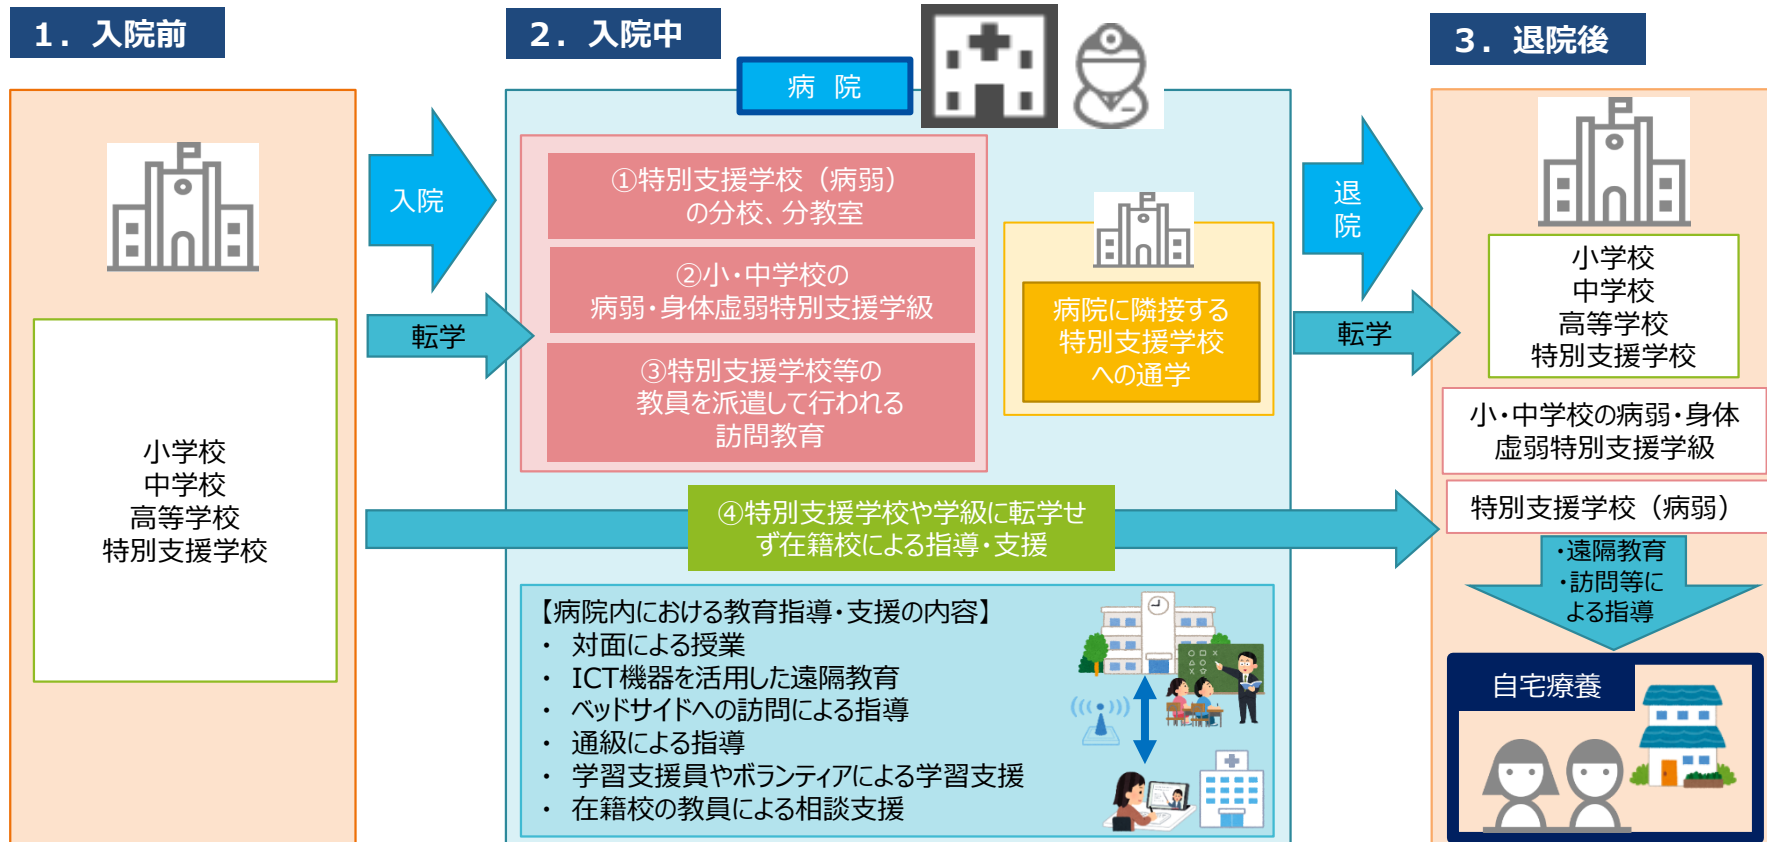 1．入院前
小学校
中学校
高等学校
特別支援学校
入院
転学
2．入院中
病 院
①特別支援学校（病弱）
の分校、分教室
②小・中学校の
病弱・身体虚弱特別支援学級
③特別支援学校等の
教員を派遣して行われる
訪問教育
病院に隣接する
特別支援学校
への通学
④特別支援学校や学級に転学せ
ず在籍校による指導・支援
【病院内における教育指導・支援の内容】
・ 対面による授業
・ ICT機器を活用した遠隔教育
・ ベッドサイドへの訪問による指導
・ 通級による指導
・ 学習支援員やボランティアによる学習支援
・ 在籍校の教員による相談支援
退
院
転学
3．退院後
小学校
中学校
高等学校
特別支援学校
小・中学校の病弱・身体
虚弱特別支援学級
特別支援学校（病弱）
・遠隔教育
・訪問等に
よる指導
自宅療養